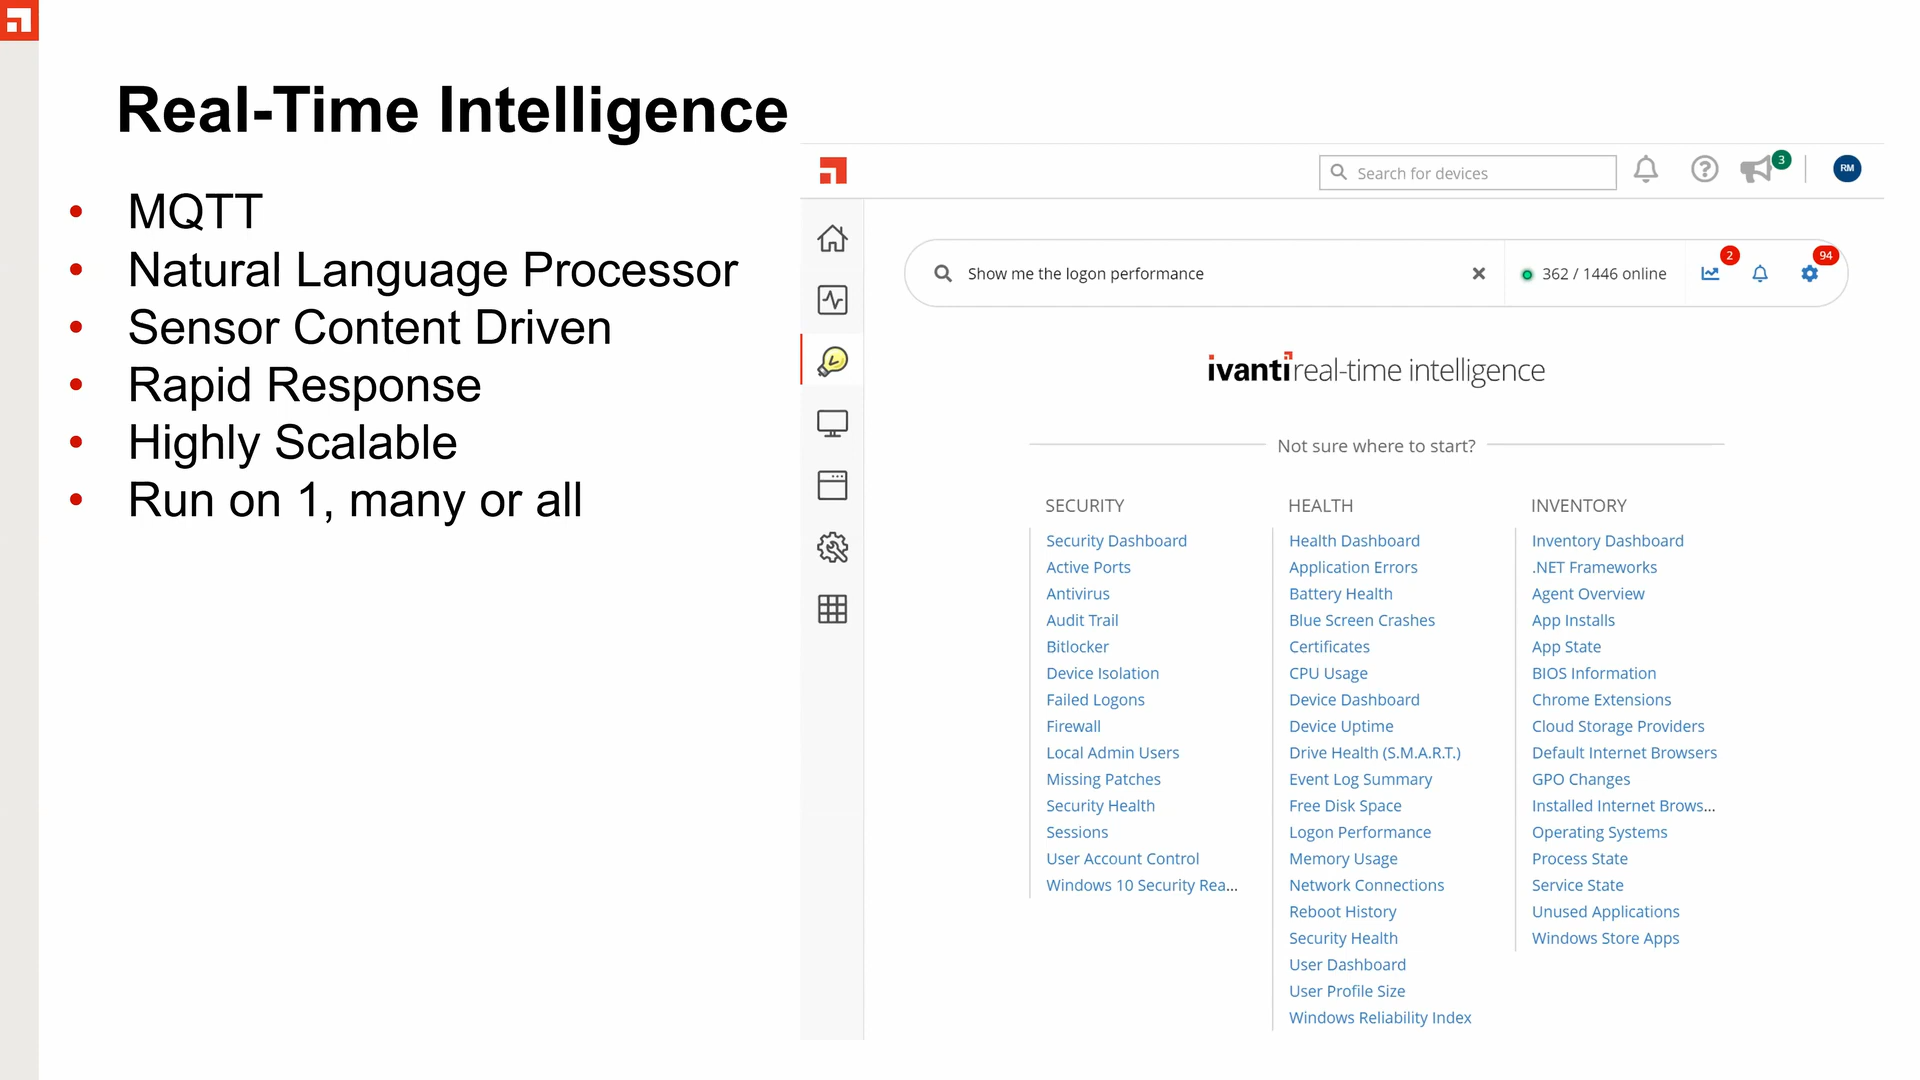 Real-Time Intelligence
• MQTT
• Natural Language Processor
• Sensor Content Driven
• Rapid Response
• Highly Scalable
• Run on 1, many or all
Search for devices
3
RM
Show me the logon performance
362 / 1446 online
2
94
ivanti real-time intelligence
Not sure where to start?
SECURITY
Security Dashboard
Active Ports
Antivirus
Audit Trail
Bitlocker
Device Isolation
Failed Logons
Firewall
Local Admin Users
Missing Patches
Security Health
Sessions
User Account Control
Windows 10 Security Rea...
HEALTH
Health Dashboard
Application Errors
Battery Health
Blue Screen Crashes
Certificates
CPU Usage
Device Dashboard
Device Uptime
Drive Health (S.M.A.R.T.)
Event Log Summary
Free Disk Space
Logon Performance
Memory Usage
Network Connections
Reboot History
Security Health
User Dashboard
User Profile Size
Windows Reliability Index
INVENTORY
Inventory Dashboard
.NET Frameworks
Agent Overview
App Installs
App State
BIOS Information
Chrome Extensions
Cloud Storage Providers
Default Internet Browsers
GPO Changes
Installed Internet Brows...
Operating Systems
Process State
Service State
Unused Applications
Windows Store Apps